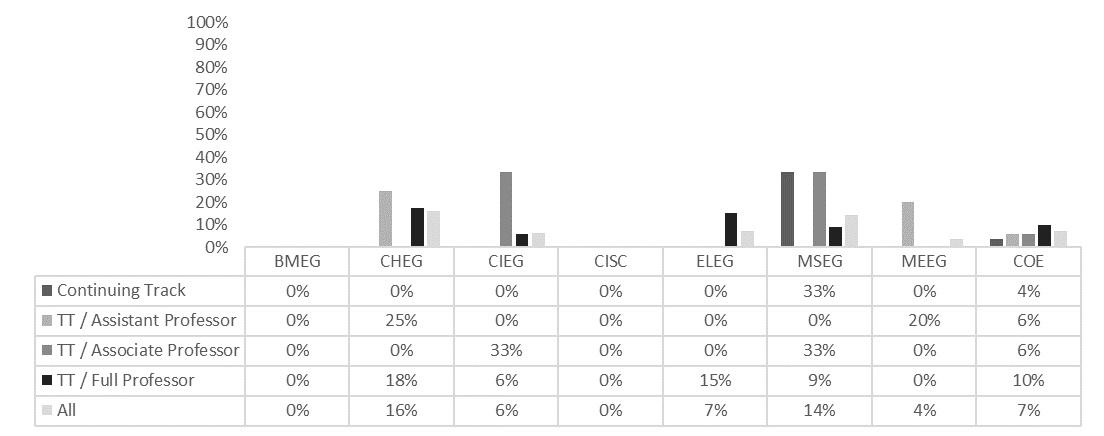 100%
90%
80%
70%
60%
50%
40%
30%
20%
10%
0%
BMEG CHEG CIEG CISC ELEG MSEG MEEG COE
Continuing Track 0% 0% 0% 0% 0% 33% 0% 4%
TT / Assistant Professor 0% 25% 0% 0% 0% 0% 20% 6%
TT / Associate Professor 0% 0% 33% 0% 0% 33% 0% 6%
TT / Full Professor 0% 18% 6% 0% 15% 9% 0% 10%
All 0% 16% 6% 0% 7% 14% 4% 7%